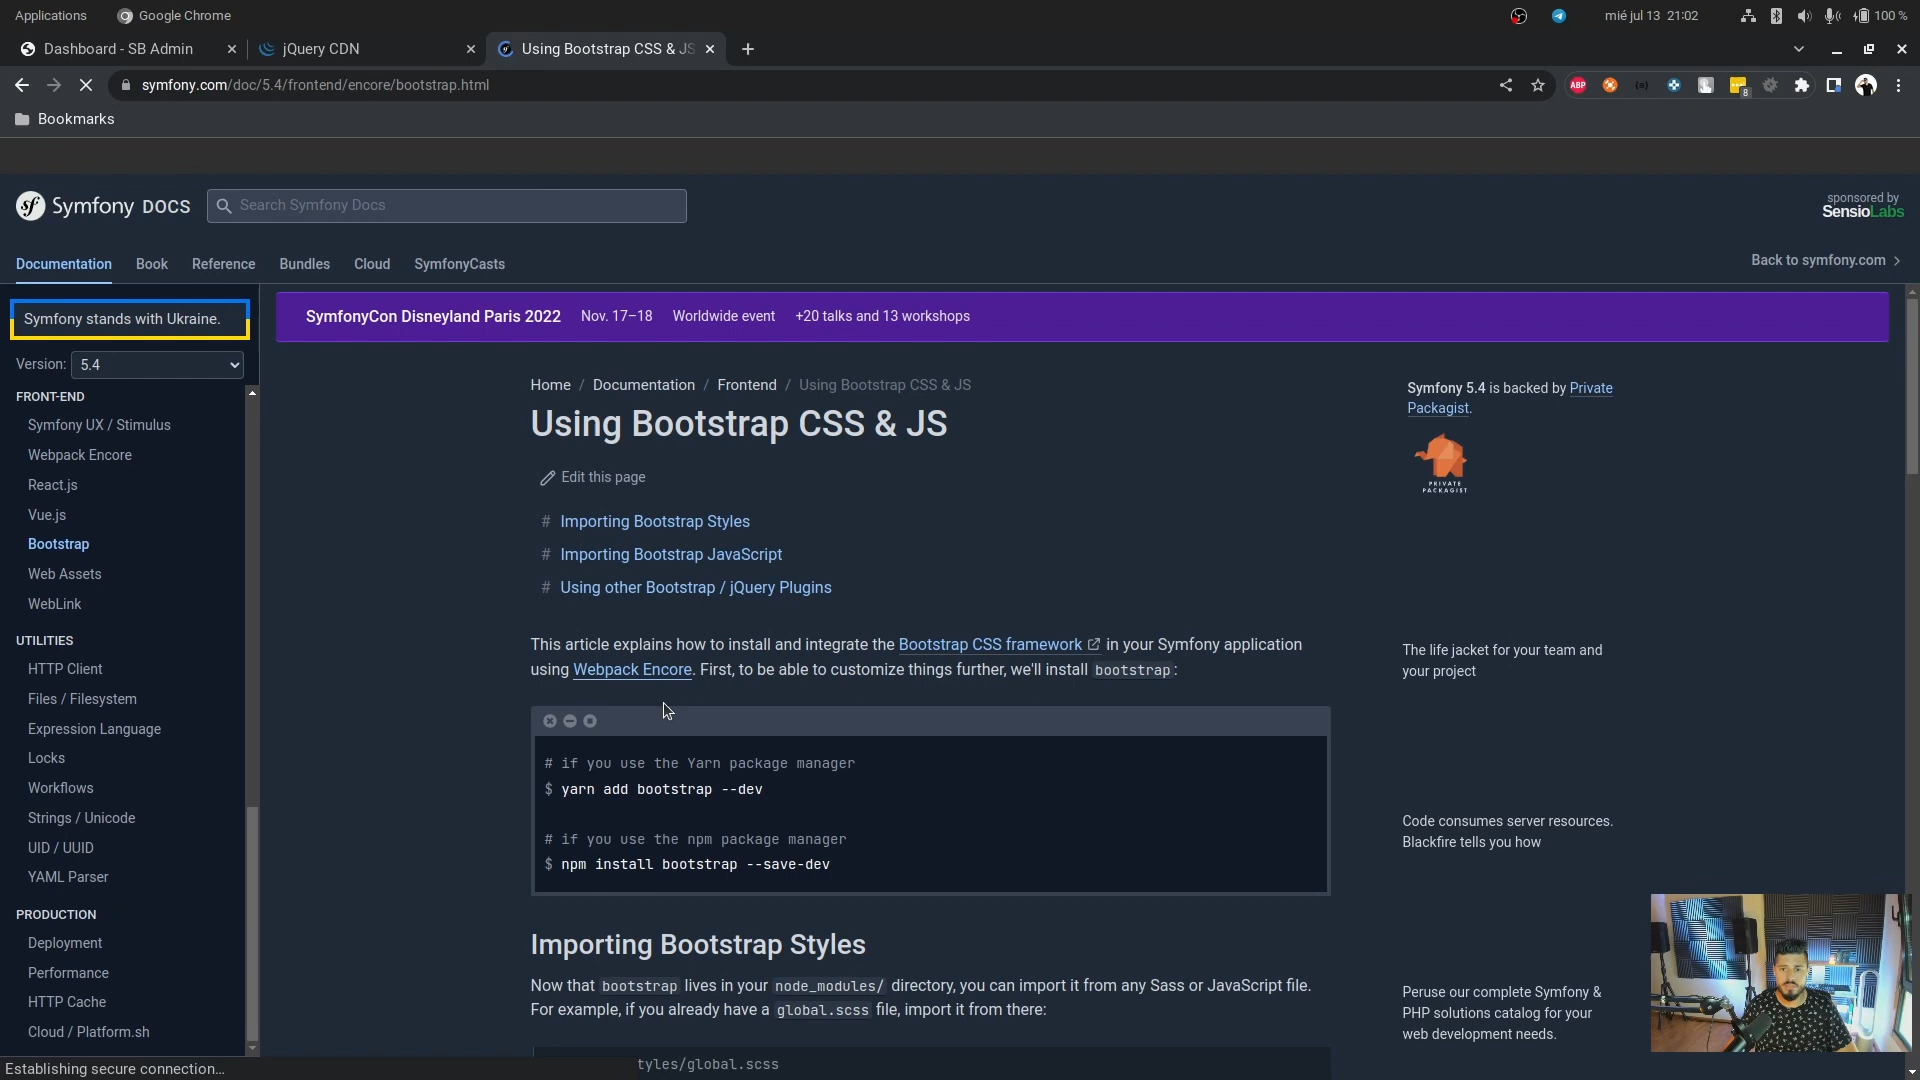 Applications
Google Chrome
mié jul 13 21:02
100 %
Dashboard - SB Admin
jQuery CDN
Using Bootstrap CSS & JS
symfony.com/doc/5.4/frontend/encore/bootstrap.html
ABP
8
Bookmarks
sf Symfony DOCS
Search Symfony Docs
sponsored by
SensioLabs
Documentation
Book
Reference
Bundles
Cloud
SymfonyCasts
Back to symfony.com
Symfony stands with Ukraine.
Version: 5.4
FRONT-END
Symfony UX / Stimulus
Webpack Encore
React.js
Vue.js
Bootstrap
Web Assets
WebLink
UTILITIES
HTTP Client
Files / Filesystem
Expression Language
Locks
Workflows
Strings / Unicode
UID / UUID
YAML Parser
PRODUCTION
Deployment
Performance
HTTP Cache
Cloud / Platform.sh
SymfonyCon Disneyland Paris 2022 Nov. 17–18 Worldwide event +20 talks and 13 workshops
Home / Documentation / Frontend / Using Bootstrap CSS & JS
Using Bootstrap CSS & JS
Edit this page
# Importing Bootstrap Styles
# Importing Bootstrap JavaScript
# Using other Bootstrap / jQuery Plugins
This article explains how to install and integrate the Bootstrap CSS framework in your Symfony application
using Webpack Encore. First, to be able to customize things further, we'll install bootstrap:
# if you use the Yarn package manager
$ yarn add bootstrap --dev
# if you use the npm package manager
$ npm install bootstrap --save-dev
Importing Bootstrap Styles
Now that bootstrap lives in your node_modules/ directory, you can import it from any Sass or JavaScript file.
For example, if you already have a global.scss file, import it from there:
tyles/global.scss
Symfony 5.4 is backed by Private
Packagist.
PRIVATE
PACKAGIST
The life jacket for your team and
your project
Code consumes server resources.
Blackfire tells you how
Peruse our complete Symfony &
PHP solutions catalog for your
web development needs.
Establishing secure connection...